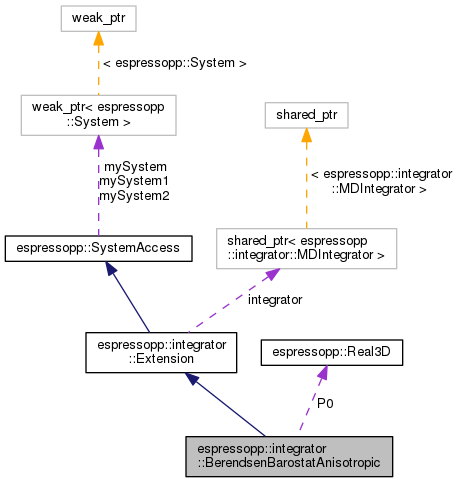 weak_ptr
< espressopp::System >
weak_ptr< espressopp
::System >
shared_ptr
mySystem
mySystem1
mySystem2
< espressopp::integrator
::MDIntegrator >
espressopp::SystemAccess
shared_ptr< espressopp
::integrator::MDIntegrator >
integrator
espressopp::integrator
::Extension
espressopp::Real3D
P0
espressopp::integrator
::BerendsenBarostatAnisotropic